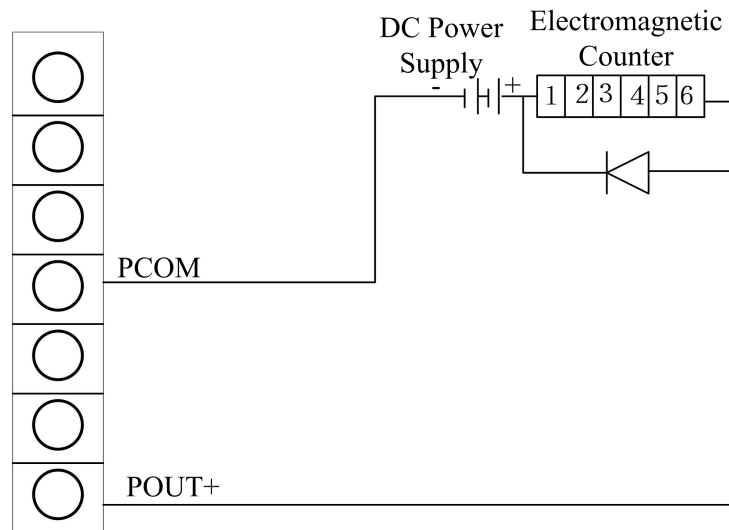 DC Power
Supply
Electromagnetic
Counter
- +
1 2 3 4 5 6
PCOM
POUT+